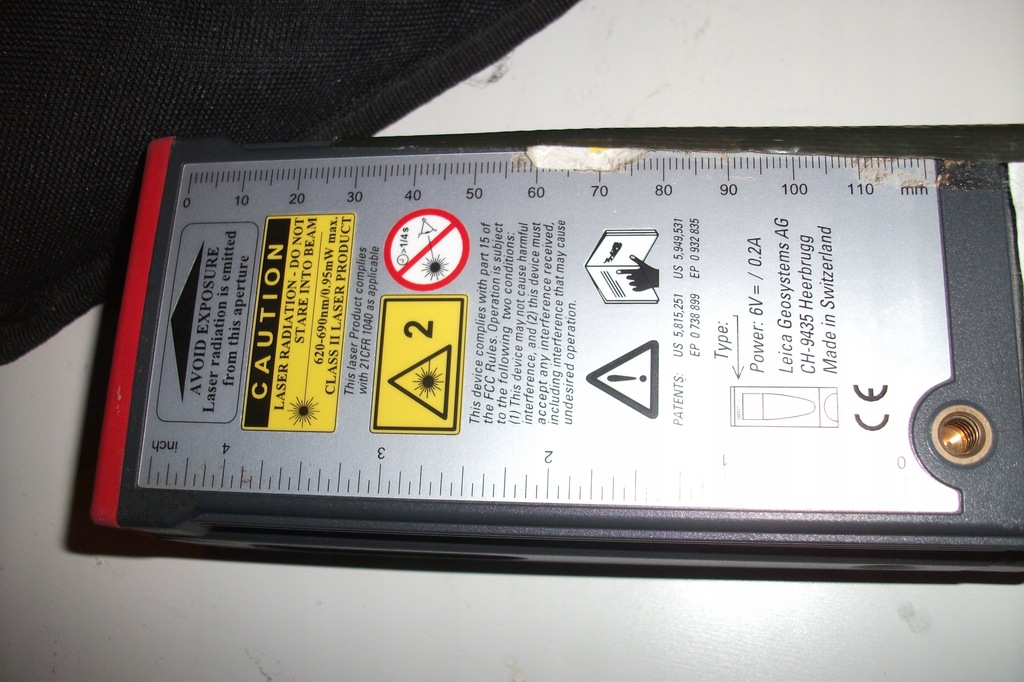 0 10 20 30 40 50 60 70 80 90 100 110 mm
AVOID EXPOSURE
Laser radiation is emitted
from this aperture
CAUTION
LASER RADIATION - DO NOT
STARE INTO BEAM
620-690nm/0.95mW max.
CLASS II LASER PRODUCT
This laser Product complies
with 21CFR 1040 as applicable
>1/4s
2
This device complies with part 15 of
the FCC Rules. Operation is subject
to the following two conditions:
(1) This device may not cause harmful
interference, and (2) this device must
accept any interference received,
including interference that may cause
undesired operation.
PATENTS: US 5,815,251 US 5,949,531
EP 0 738 899 EP 0 932 835
Type:
Power: 6V= / 0.2A
Leica Geosystems AG
CH-9435 Heerbrugg
Made in Switzerland
CE
inch 4 3 2 1 0